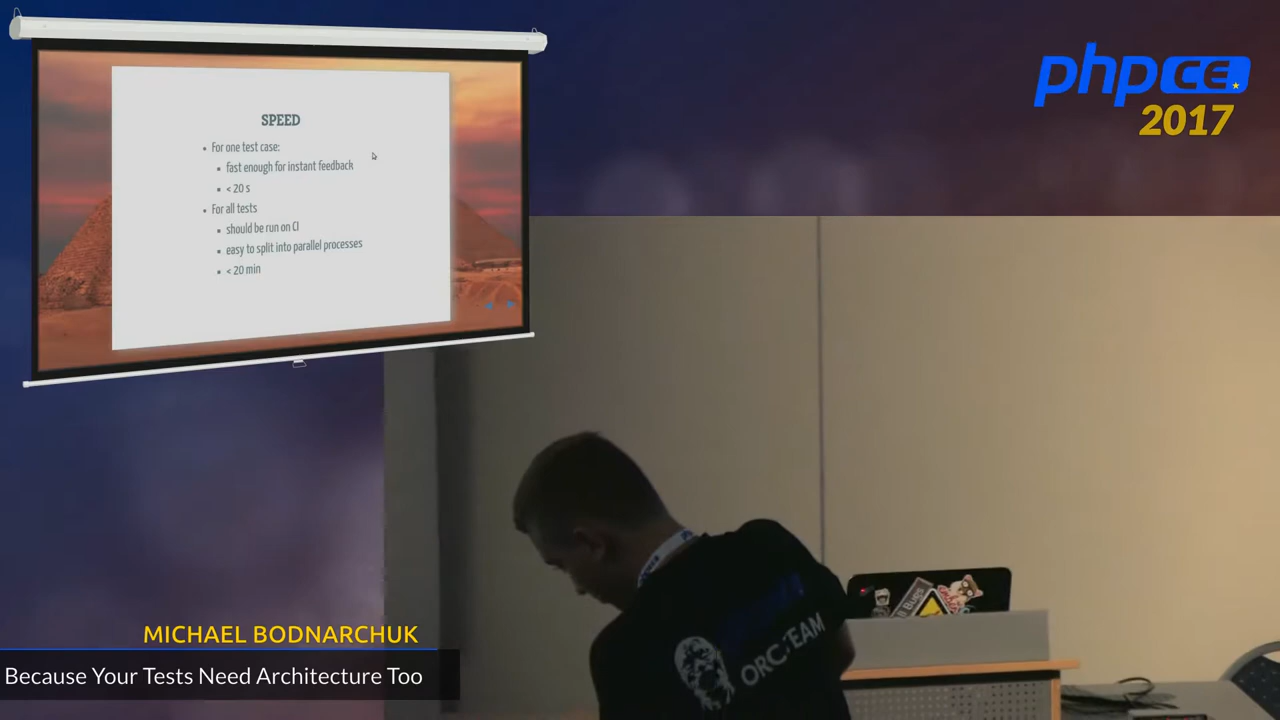 phpCE
2017
SPEED
For one test case:
fast enough for instant feedback
< 20 s
For all tests
should be run on CI
easy to split into parallel processes
< 20 min
Bugs
ORC.TEAM
MICHAEL BODNARCHUK
Because Your Tests Need Architecture Too